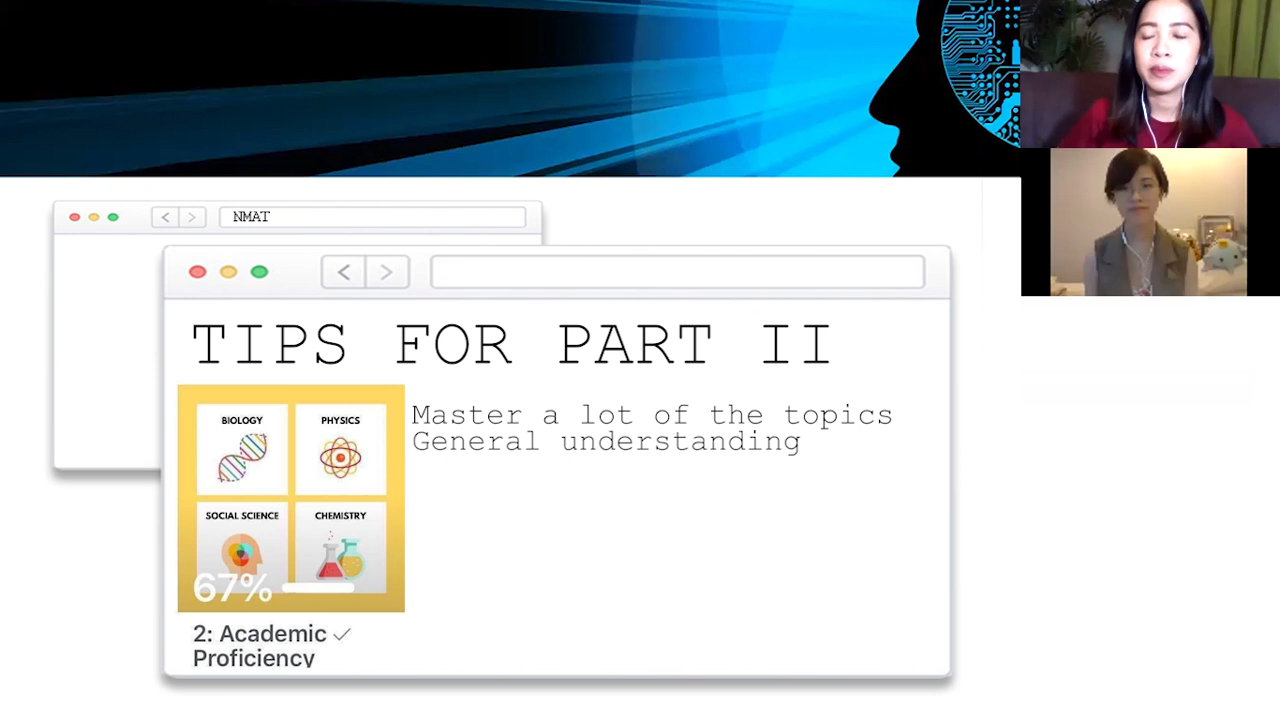 NMAT
TIPS FOR PART II
BIOLOGY
PHYSICS
SOCIAL SCIENCE
CHEMISTRY
67%
2: Academic
Proficiency
Master a lot of the topics
General understanding